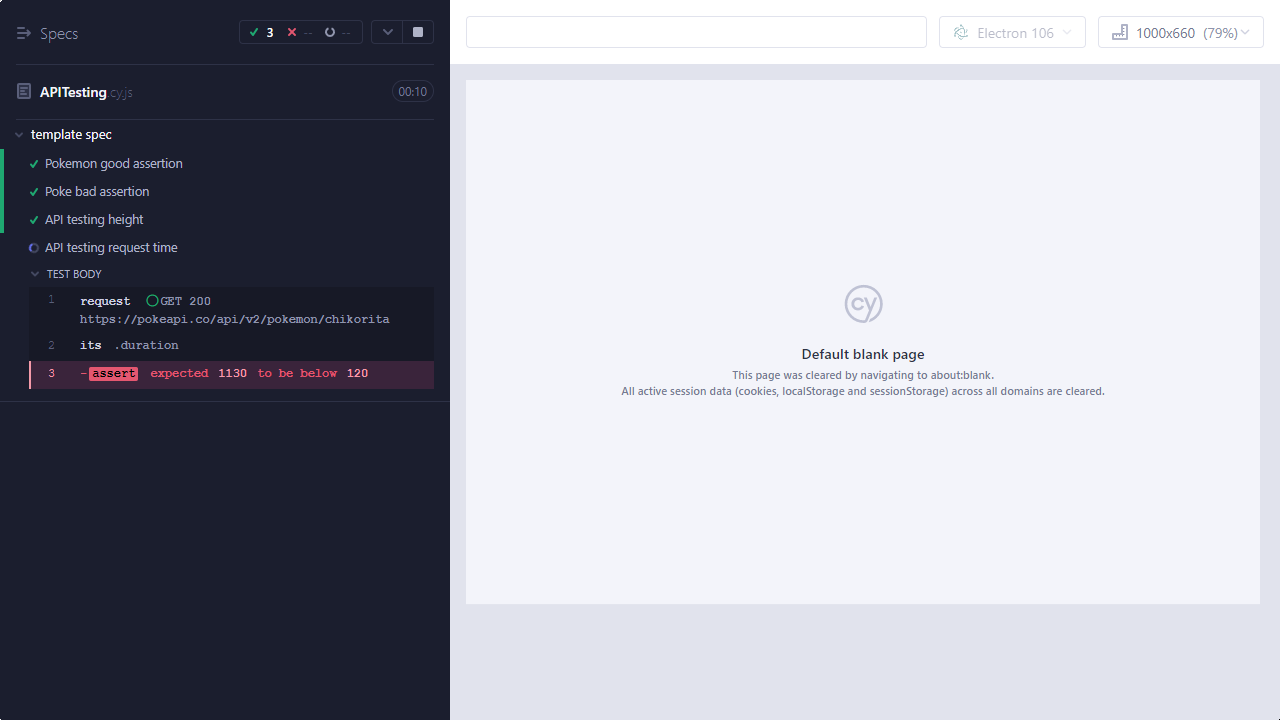 Specs
3 -- --
APITesting.cy.js
00:10
template spec
Pokemon good assertion
Poke bad assertion
API testing height
API testing request time
TEST BODY
1 request GET 200
https://pokeapi.co/api/v2/pokemon/chikorita
2 its .duration
3 -assert expected 1130 to be below 120
Electron 106
1000x660 (79%)
cy
Default blank page
This page was cleared by navigating to about:blank.
All active session data (cookies, localStorage and sessionStorage) across all domains are cleared.